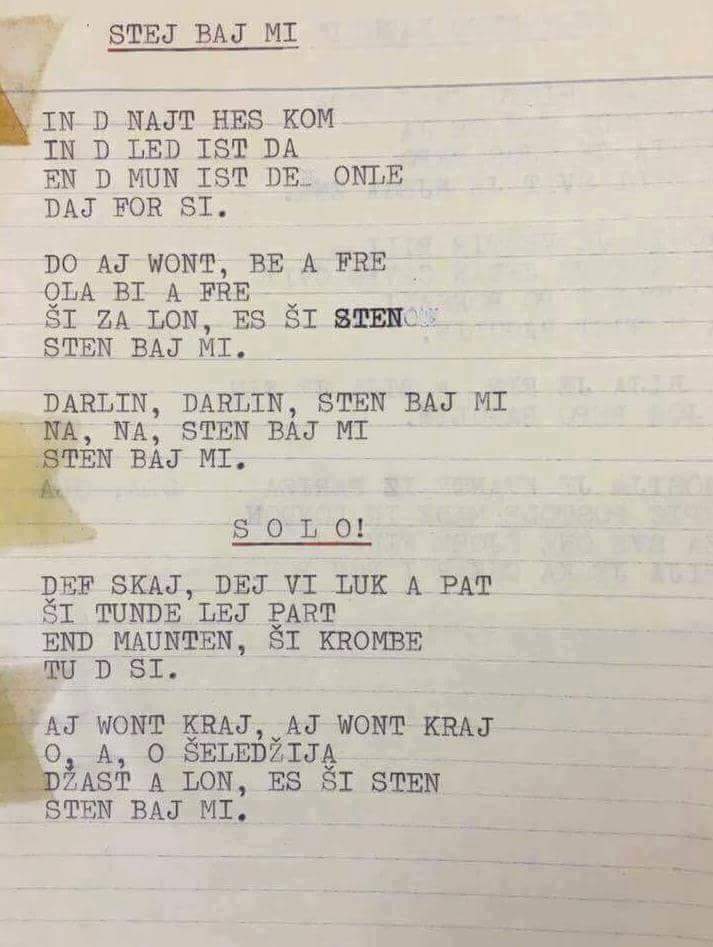 STEJ BAJ MI
IN D NAJT HES KOM
IN D LED IST DA
EN D MUN IST DE ONLE
DAJ FOR SI.
DO AJ WONT, BE A FRE
OLA BI A FRE
ŠI ZA LON, ES ŠI STEN
STEN BAJ MI.
DARLIN, DARLIN, STEN BAJ MI
NA, NA, STEN BAJ MI
STEN BAJ MI.
S O L O!
DEF SKAJ, DEJ VI LUK A PAT
ŠI TUNDE LEJ PART
END MAUNTEN, ŠI KROMBE
TU D SI.
AJ WONT KRAJ, AJ WONT KRAJ
O, A, O ŠELEDŽIJA
DŽAST A LON, ES ŠI STEN
STEN BAJ MI.